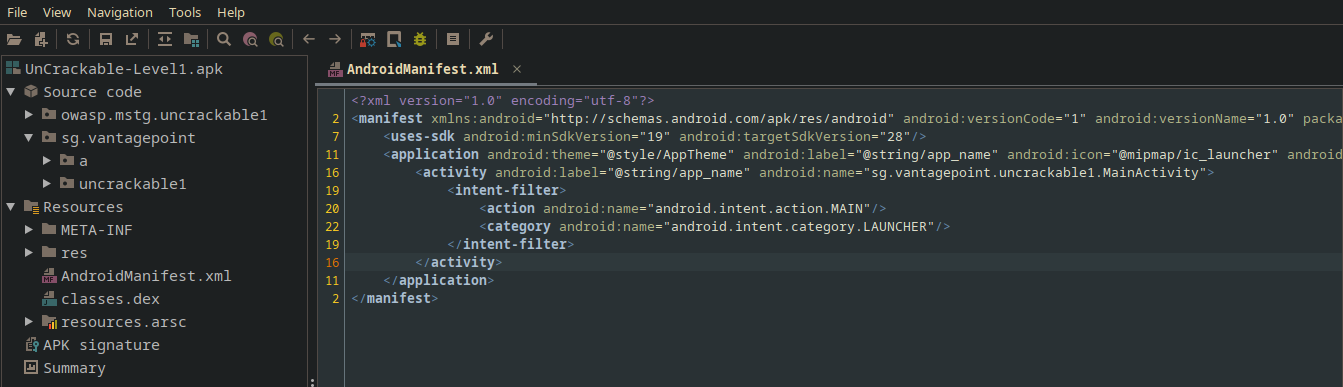 File View Navigation Tools Help
UnCrackable-Level1.apk
Source code
owasp.mstg.uncrackable1
sg.vantagepoint
a
uncrackable1
Resources
META-INF
res
AndroidManifest.xml
classes.dex
resources.arsc
APK signature
Summary
AndroidManifest.xml ×
<?xml version="1.0" encoding="utf-8"?>
2 <manifest xmlns:android="http://schemas.android.com/apk/res/android" android:versionCode="1" android:versionName="1.0" packa
7 <uses-sdk android:minSdkVersion="19" android:targetSdkVersion="28"/>
11 <application android:theme="@style/AppTheme" android:label="@string/app_name" android:icon="@mipmap/ic_launcher" android
16 <activity android:label="@string/app_name" android:name="sg.vantagepoint.uncrackable1.MainActivity">
19 <intent-filter>
20 <action android:name="android.intent.action.MAIN"/>
22 <category android:name="android.intent.category.LAUNCHER"/>
19 </intent-filter>
16 </activity>
11 </application>
2 </manifest>